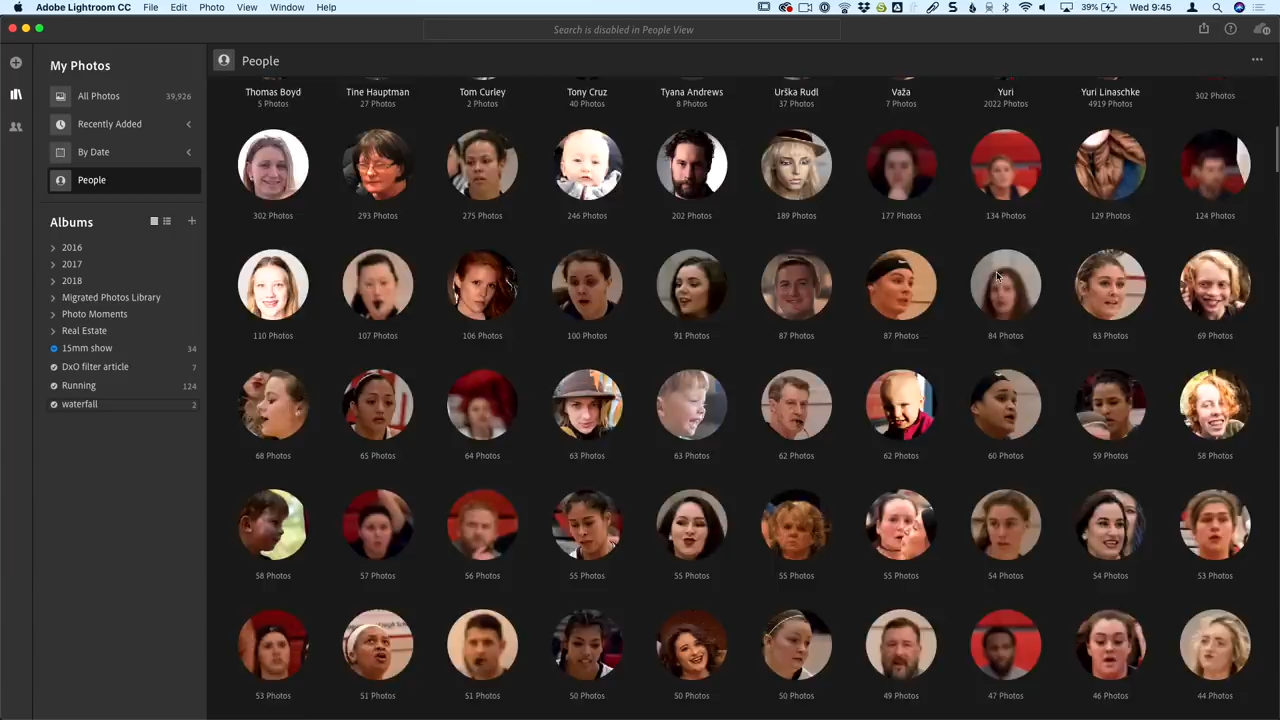 Adobe Lightroom CC File Edit Photo View Window Help 39% Wed 9:45
Search is disabled in People View
My Photos
People
All Photos 39,926
Recently Added
By Date
People
Albums
2016
2017
2018
Migrated Photos Library
Photo Moments
Real Estate
15mm show 34
DxO filter article 7
Running 124
waterfall 2
Thomas Boyd Tine Hauptman Tom Curley Tony Cruz Tyana Andrews Urška Rudl Važa Yuri Yuri Linaschke
5 Photos 27 Photos 2 Photos 40 Photos 8 Photos 37 Photos 7 Photos 2022 Photos 4919 Photos 302 Photos
302 Photos 293 Photos 275 Photos 246 Photos 202 Photos 189 Photos 177 Photos 134 Photos 129 Photos 124 Photos
110 Photos 107 Photos 106 Photos 100 Photos 91 Photos 87 Photos 87 Photos 84 Photos 83 Photos 69 Photos
68 Photos 65 Photos 64 Photos 63 Photos 63 Photos 62 Photos 62 Photos 60 Photos 59 Photos 58 Photos
58 Photos 57 Photos 56 Photos 55 Photos 55 Photos 55 Photos 55 Photos 54 Photos 54 Photos 53 Photos
53 Photos 51 Photos 51 Photos 50 Photos 50 Photos 50 Photos 49 Photos 47 Photos 46 Photos 44 Photos